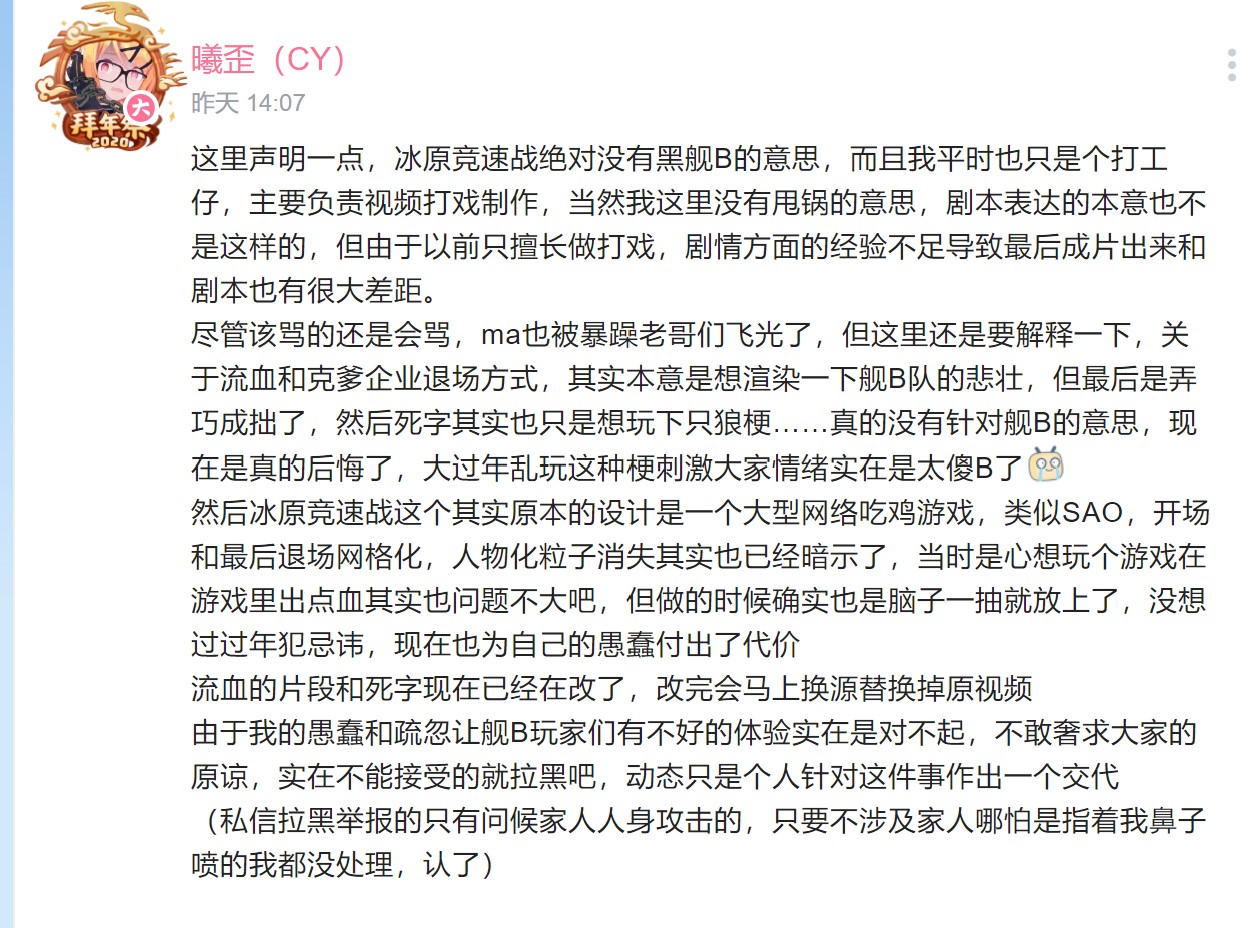 曦歪（CY）
昨天 14:07
大
拜年祭
2020
这里声明一点，冰原竞速战绝对没有黑舰B的意思，而且我平时也只是个打工
仔，主要负责视频打戏制作，当然我这里没有甩锅的意思，剧本表达的本意也不
是这样的，但由于以前只擅长做打戏，剧情方面的经验不足导致最后成片出来和
剧本也有很大差距。
尽管该骂的还是会骂，ma也被暴躁老哥们飞光了，但这里还是要解释一下，关
于流血和克爹企业退场方式，其实本意是想渲染一下舰B队的悲壮，但最后是弄
巧成拙了，然后死字其实也只是想玩下只狼梗……真的没有针对舰B的意思，现
在是真的后悔了，大过年乱玩这种梗刺激大家情绪实在是太傻B了
然后冰原竞速战这个其实原本的设计是一个大型网络吃鸡游戏，类似SAO，开场
和最后退场网格化，人物化粒子消失其实也已经暗示了，当时是心想玩个游戏在
游戏里出点血其实也问题不大吧，但做的时候确实也是脑子一抽就放上了，没想
过过年犯忌讳，现在也为自己的愚蠢付出了代价
流血的片段和死字现在已经在改了，改完会马上换源替换掉原视频
由于我的愚蠢和疏忽让舰B玩家们有不好的体验实在是对不起，不敢奢求大家的
原谅，实在不能接受的就拉黑吧，动态只是个人针对这件事作出一个交代
（私信拉黑举报的只有问候家人人身攻击的，只要不涉及家人哪怕是指着我鼻子
喷的我都没处理，认了）